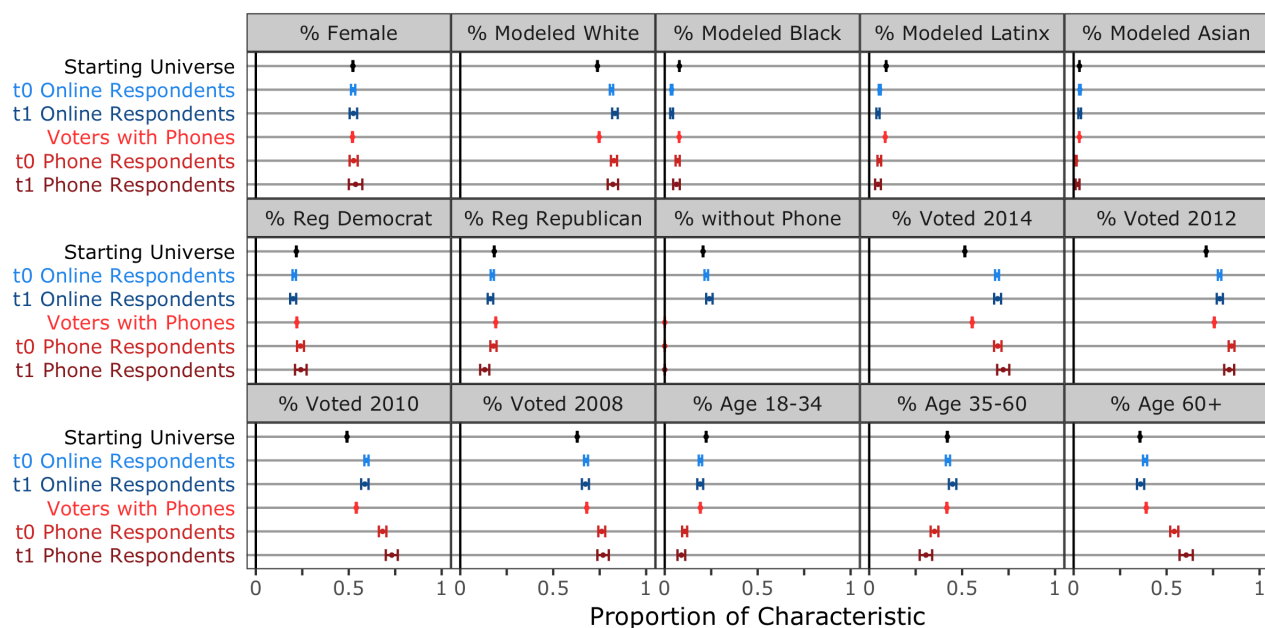 % Female % Modeled White % Modeled Black % Modeled Latinx % Modeled Asian
Starting Universe
t0 Online Respondents
t1 Online Respondents
Voters with Phones
t0 Phone Respondents
t1 Phone Respondents
% Reg Democrat % Reg Republican % without Phone % Voted 2014 % Voted 2012
Starting Universe
t0 Online Respondents
t1 Online Respondents
Voters with Phones
t0 Phone Respondents
t1 Phone Respondents
% Voted 2010 % Voted 2008 % Age 18-34 % Age 35-60 % Age 60+
Starting Universe
t0 Online Respondents
t1 Online Respondents
Voters with Phones
t0 Phone Respondents
t1 Phone Respondents
0 0.5 1 0 0.5 1 0 0.5 1 0 0.5 1 0 0.5 1
Proportion of Characteristic